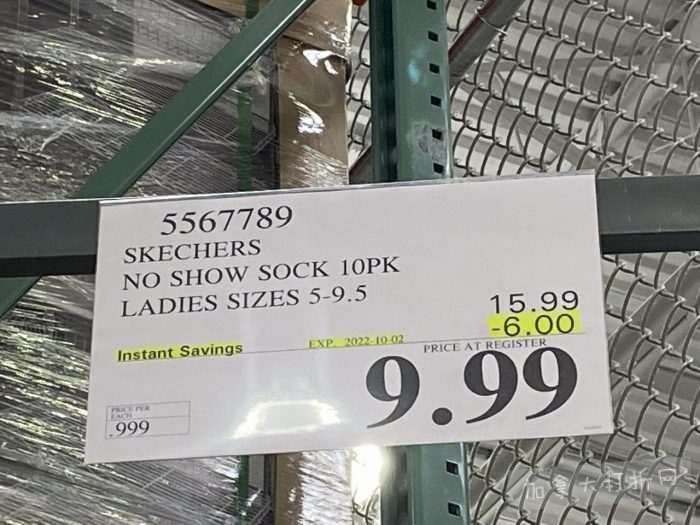 5567789
SKECHERS
NO SHOW SOCK 10PK
LADIES SIZES 5-9.5
15.99
-6.00
Instant Savings EXP. 2022-10-02 PRICE AT REGISTER
9.99
PRICE PER
EACH
.999
加拿大打折网